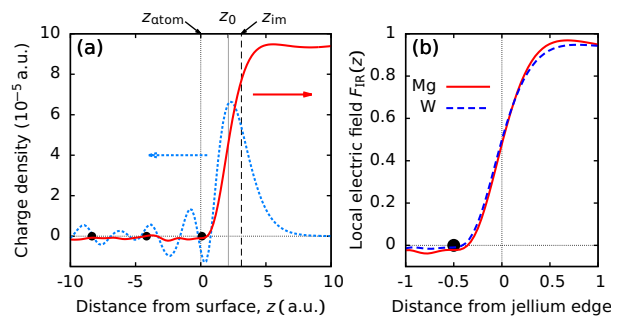 z_atom z_0 z_im
(a)
Charge density (10^−5 a.u.)
10
8
6
4
2
0
-10 -5 0 5 10
Distance from surface, z (a.u.)
(b)
Mg
W
Local electric field F_IR(z)
1
0.8
0.6
0.4
0.2
0
-1 -0.5 0 0.5 1
Distance from jellium edge